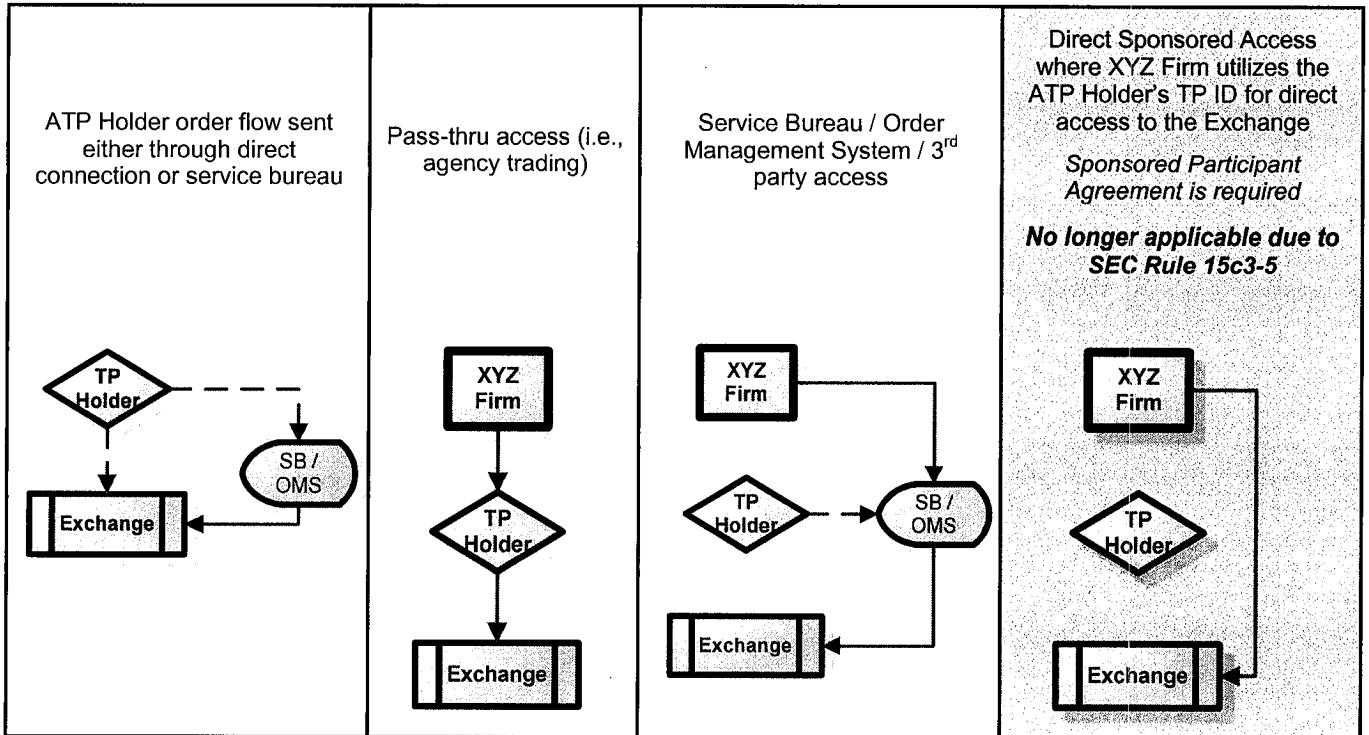 ATP Holder order flow sent
either through direct
connection or service bureau
TP
Holder
SB /
OMS
Exchange
Pass-thru access (i.e.,
agency trading)
XYZ
Firm
TP
Holder
Exchange
Service Bureau / Order
Management System / 3rd
party access
XYZ
Firm
TP
Holder
SB /
OMS
Exchange
Direct Sponsored Access
where XYZ Firm utilizes the
ATP Holder's TP ID for direct
access to the Exchange
Sponsored Participant
Agreement is required
No longer applicable due to
SEC Rule 15c3-5
XYZ
Firm
TP
Holder
Exchange